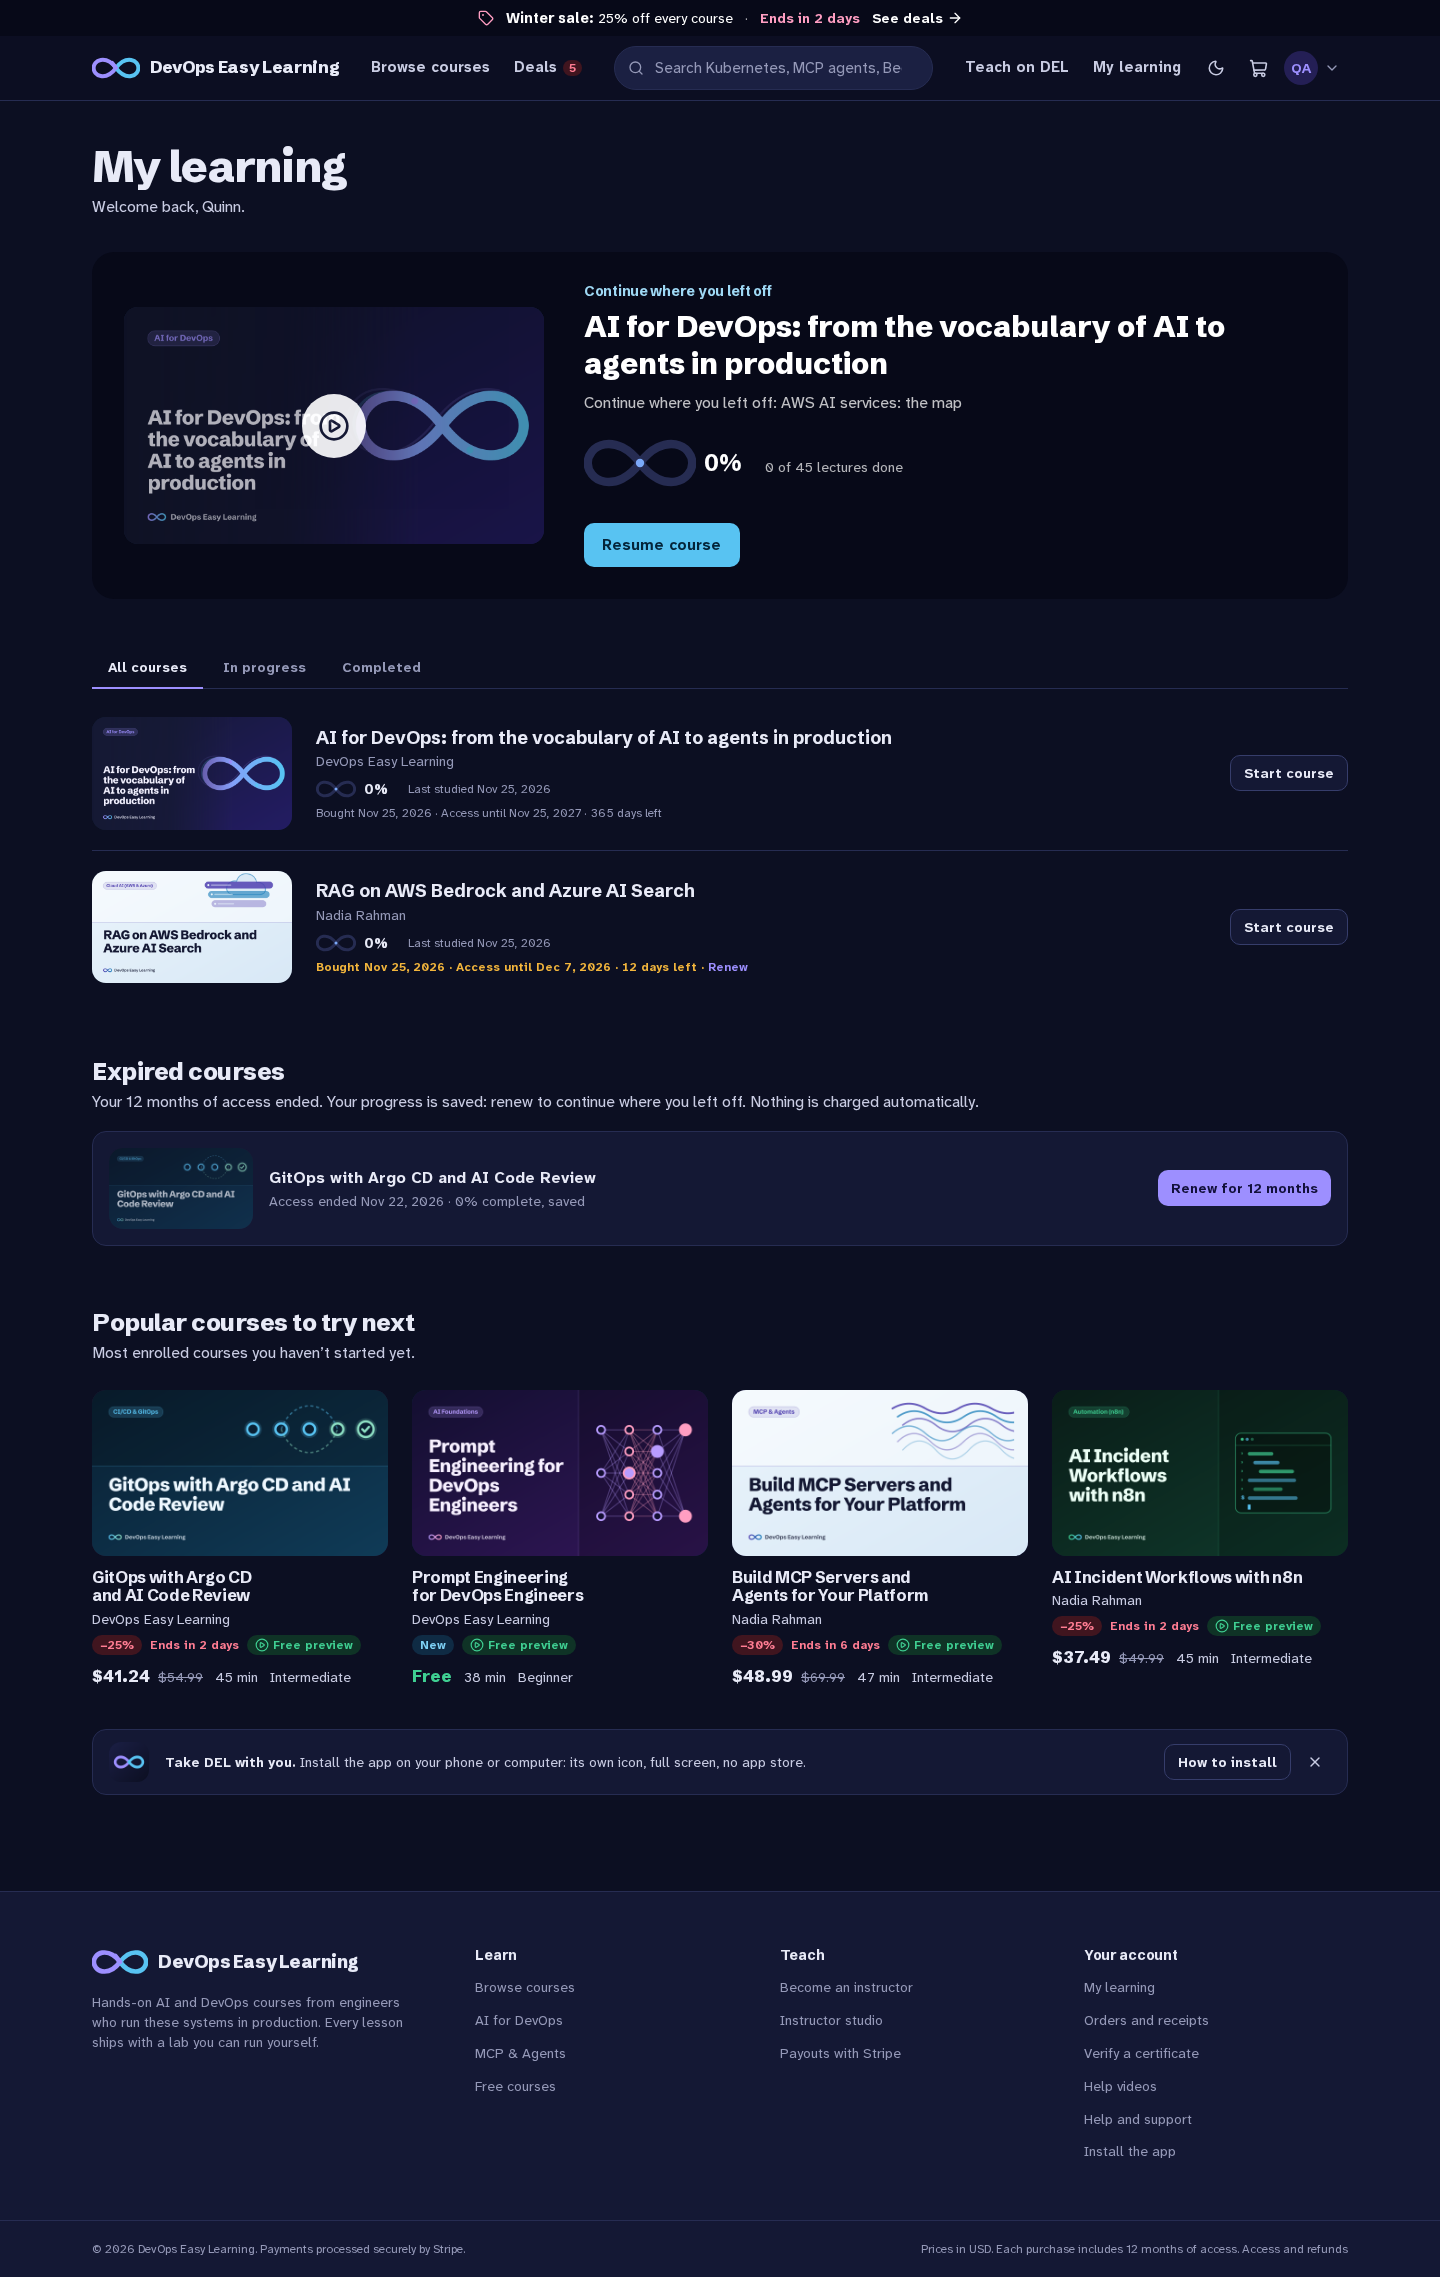 Winter sale: 25% off every course · Ends in 2 days See deals →
DevOps Easy Learning Browse courses Deals 5 Search Kubernetes, MCP agents, Be Teach on DEL My learning QA
My learning
Welcome back, Quinn.
AI for DevOps
AI for DevOps: fro
the vocabulary of
AI to agents in
production
DevOps Easy Learning
Continue where you left off
AI for DevOps: from the vocabulary of AI to
agents in production
Continue where you left off: AWS AI services: the map
0% 0 of 45 lectures done
Resume course
All courses In progress Completed
AI for DevOps
AI for DevOps: from
the vocabulary of
AI to agents in
production
DevOps Easy Learning
AI for DevOps: from the vocabulary of AI to agents in production
DevOps Easy Learning
0% Last studied Nov 25, 2026
Bought Nov 25, 2026 · Access until Nov 25, 2027 · 365 days left
Start course
Cloud AI (AWS & Azure)
RAG on AWS Bedrock and
Azure AI Search
DevOps Easy Learning
RAG on AWS Bedrock and Azure AI Search
Nadia Rahman
0% Last studied Nov 25, 2026
Bought Nov 25, 2026 · Access until Dec 7, 2026 · 12 days left · Renew
Start course
Expired courses
Your 12 months of access ended. Your progress is saved: renew to continue where you left off. Nothing is charged automatically.
CI/CD & GitOps
GitOps with Argo CD and AI
Code Review
DevOps Easy Learning
GitOps with Argo CD and AI Code Review
Access ended Nov 22, 2026 · 0% complete, saved
Renew for 12 months
Popular courses to try next
Most enrolled courses you haven’t started yet.
CI/CD & GitOps
GitOps with Argo CD and AI
Code Review
DevOps Easy Learning
GitOps with Argo CD
and AI Code Review
DevOps Easy Learning
–25% Ends in 2 days Free preview
$41.24 $54.99 45 min Intermediate
AI Foundations
Prompt
Engineering for
DevOps
Engineers
DevOps Easy Learning
Prompt Engineering
for DevOps Engineers
DevOps Easy Learning
New Free preview
Free 38 min Beginner
MCP & Agents
Build MCP Servers and
Agents for Your Platform
DevOps Easy Learning
Build MCP Servers and
Agents for Your Platform
Nadia Rahman
–30% Ends in 6 days Free preview
$48.99 $69.99 47 min Intermediate
Automation (n8n)
AI Incident
Workflows
with n8n
DevOps Easy Learning
AI Incident Workflows with n8n
Nadia Rahman
–25% Ends in 2 days Free preview
$37.49 $49.99 45 min Intermediate
Take DEL with you. Install the app on your phone or computer: its own icon, full screen, no app store.
How to install
DevOps Easy Learning
Hands-on AI and DevOps courses from engineers
who run these systems in production. Every lesson
ships with a lab you can run yourself.
Learn
Browse courses
AI for DevOps
MCP & Agents
Free courses
Teach
Become an instructor
Instructor studio
Payouts with Stripe
Your account
My learning
Orders and receipts
Verify a certificate
Help videos
Help and support
Install the app
© 2026 DevOps Easy Learning. Payments processed securely by Stripe.
Prices in USD. Each purchase includes 12 months of access. Access and refunds